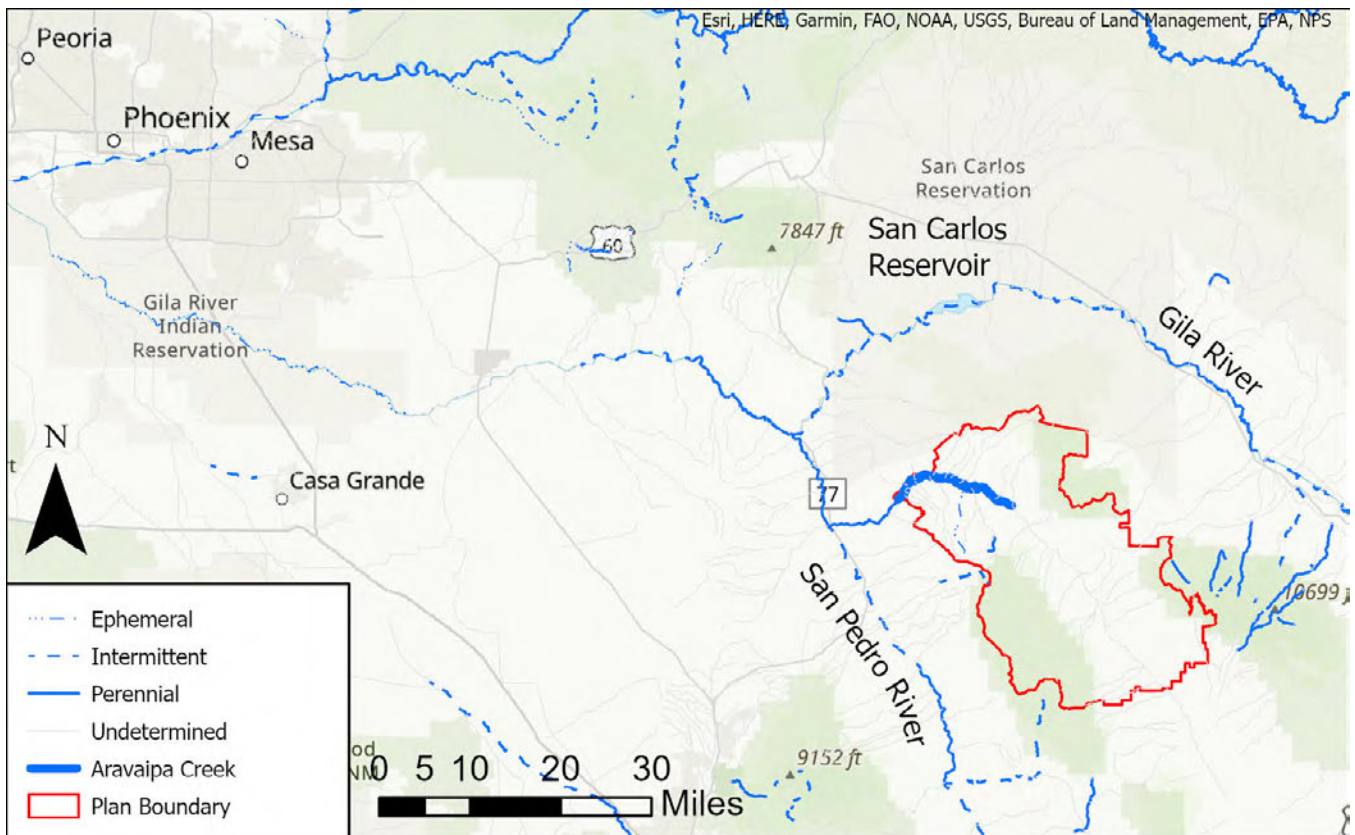 Esri, HERE, Garmin, FAO, NOAA, USGS, Bureau of Land Management, EPA, NPS
Peoria
Phoenix
Mesa
San Carlos
Reservation
7847 ft
San Carlos
Reservoir
60
Gila River
Indian
Reservation
Gila River
N
Casa Grande
77
San Pedro River
10699
9152 ft
Ephemeral
Intermittent
Perennial
Undetermined
Aravaipa Creek
Plan Boundary
NM
0 5 10 20 30
Miles